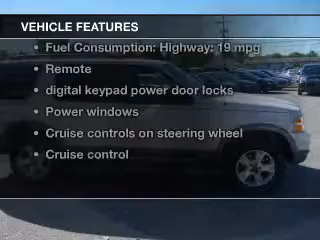 VEHICLE FEATURES
• Fuel Consumption: Highway: 19 mpg
• Remote
• digital keypad power door locks
• Power windows
• Cruise controls on steering wheel
• Cruise control